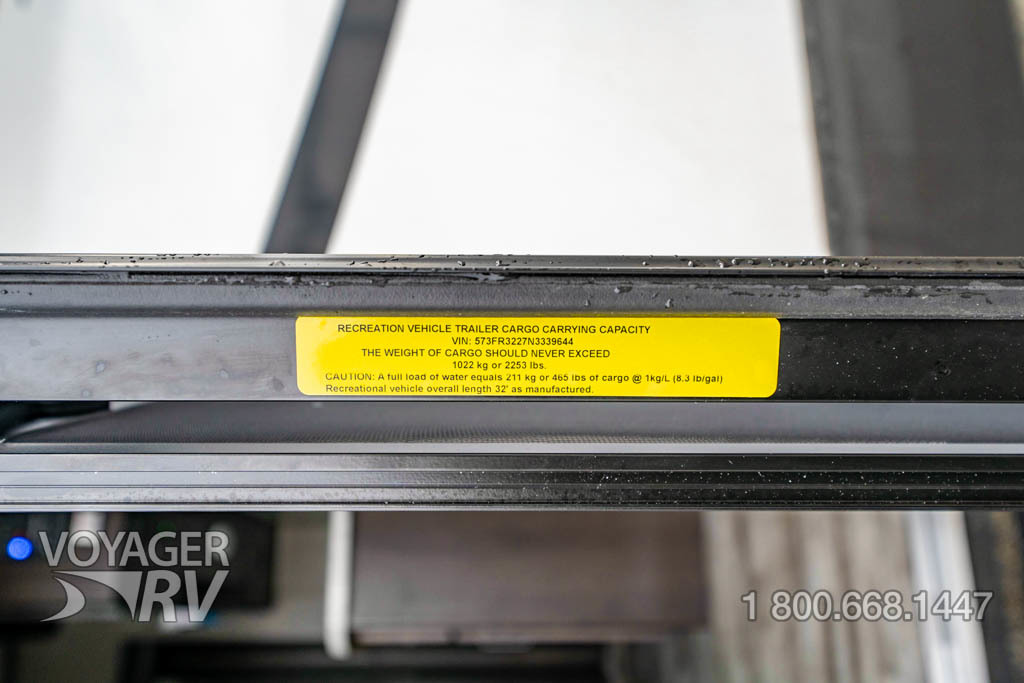 RECREATION VEHICLE TRAILER CARGO CARRYING CAPACITY
VIN: 573FR3227N3339644
THE WEIGHT OF CARGO SHOULD NEVER EXCEED
1022 kg or 2253 lbs.
CAUTION: A full load of water equals 211 kg or 465 lbs of cargo @ 1kg/L (8.3 lb/gal)
Recreational vehicle overall length 32' as manufactured.
VOYAGER
RV
1 800.668.1447